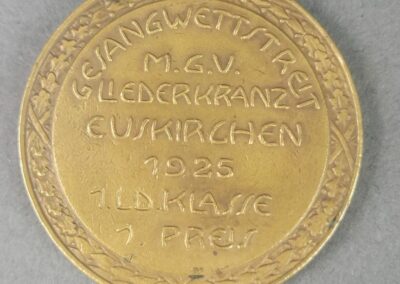 GESANGWETTSTREIT
M.G.V.
LIEDERKRANZ
EUSKIRCHEN
1925
1.LD.KLASSE
1. PREIS